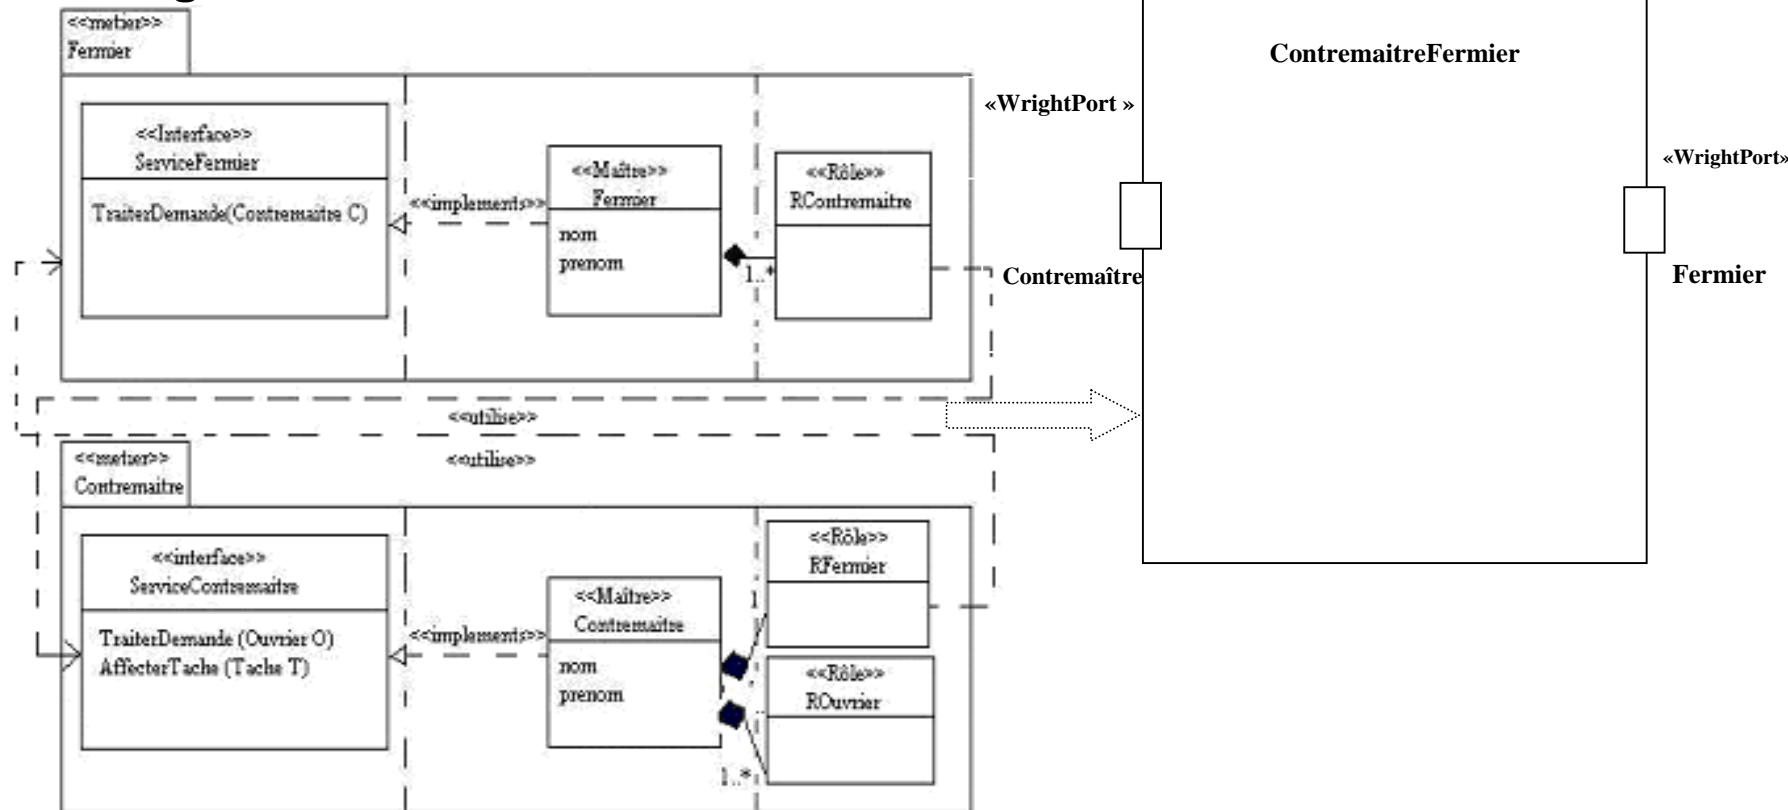 <<metier>>
Fermier
<<Interface>>
ServiceFermier
TraiterDemande(Contremaitre C)
<<implements>>
<<Maître>>
Fermier
nom
prenom
1..*
<<Rôle>>
RContremaitre
<<utilise>>
<<utilise>>
<<metier>>
Contremaitre
<<interface>>
ServiceContremaitre
TraiterDemande (Ouvrier O)
AffecterTache (Tache T)
<<implements>>
<<Maître>>
Contremaitre
nom
prenom
1
<<Rôle>>
RFermier
<<Rôle>>
ROuvrier
1..*
ContremaitreFermier
«WrightPort »
Contremaître
«WrightPort»
Fermier